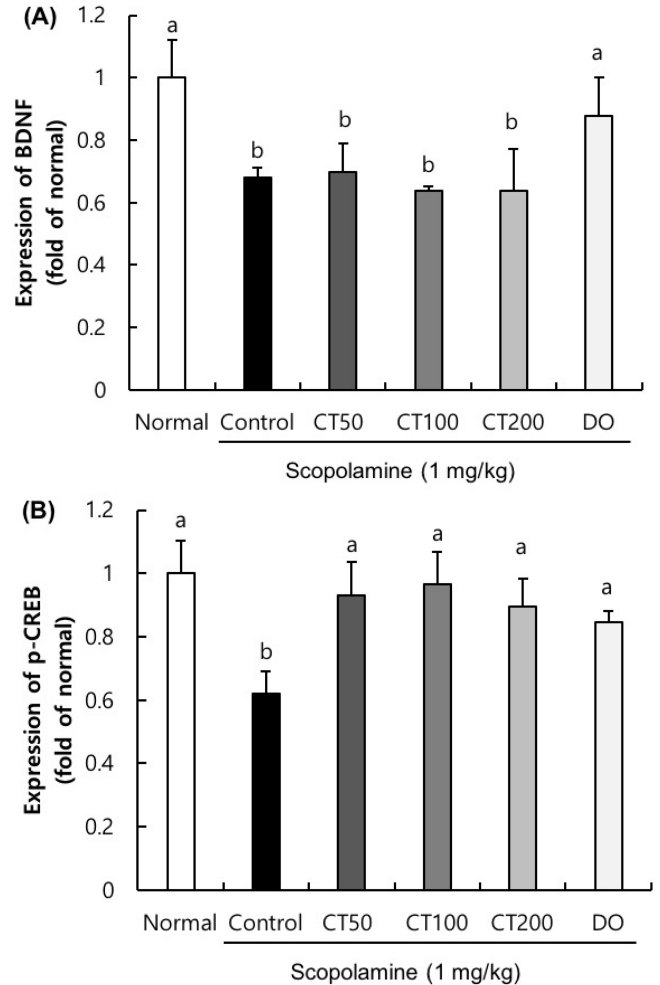 (A)
Expression of BDNF
(fold of normal)
1.2
1
0.8
0.6
0.4
0.2
0
a
b
b
b
b
a
Normal Control CT50 CT100 CT200 DO
Scopolamine (1 mg/kg)
(B)
Expression of p-CREB
(fold of normal)
1.2
1
0.8
0.6
0.4
0.2
0
a
b
a
a
a
a
Normal Control CT50 CT100 CT200 DO
Scopolamine (1 mg/kg)